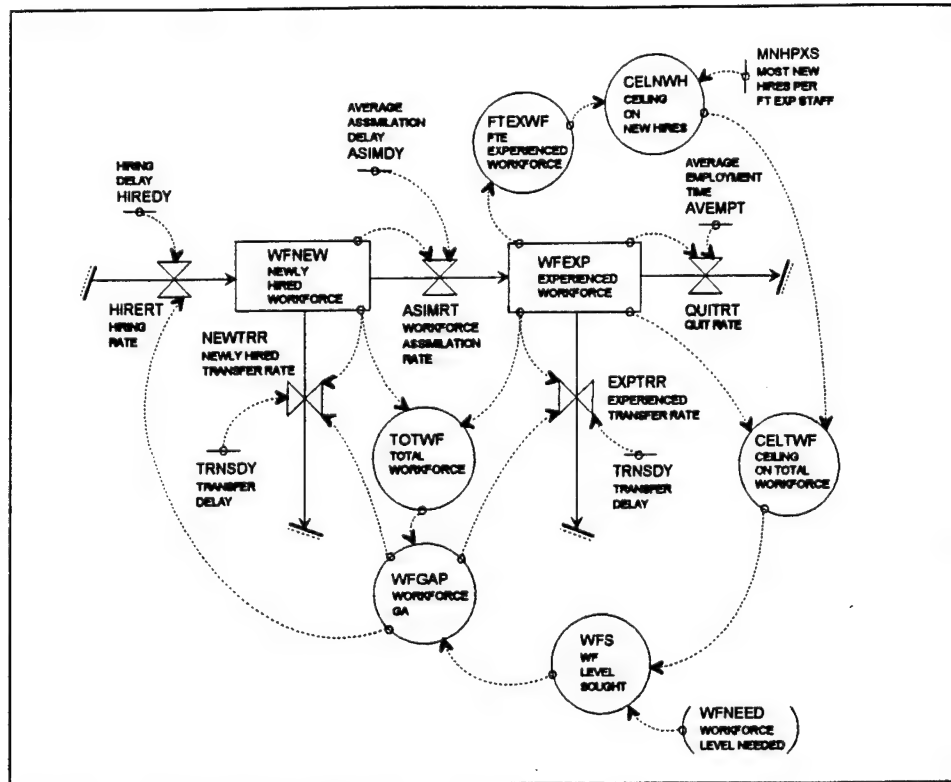 MNHPXS
MOST NEW
HIRES PER
FT EXP STAFF
CELNWH
CEILING
ON
NEW HIRES
FTEXWF
FTE
EXPERIENCED
WORKFORCE
AVERAGE
ASSIMILATION
DELAY
ASIMDY
AVERAGE
EMPLOYMENT
TIME
AVEMPT
HIRING
DELAY
HIREDY
WFNEW
NEWLY
HIRED
WORKFORCE
WFEXP
EXPERIENCED
WORKFORCE
HIRERT
HIRING
RATE
ASIMRT
WORKFORCE
ASSIMILATION
RATE
QUITRT
QUIT RATE
NEWTRR
NEWLY HIRED
TRANSFER RATE
EXPTRR
EXPERIENCED
TRANSFER RATE
TOTWF
TOTAL
WORKFORCE
CELTWF
CEILING
ON TOTAL
WORKFORCE
TRNSDY
TRANSFER
DELAY
TRNSDY
TRANSFER
DELAY
WFGAP
WORKFORCE
GA
WFS
WF
LEVEL
SOUGHT
WFNEED
WORKFORCE
LEVEL NEEDED